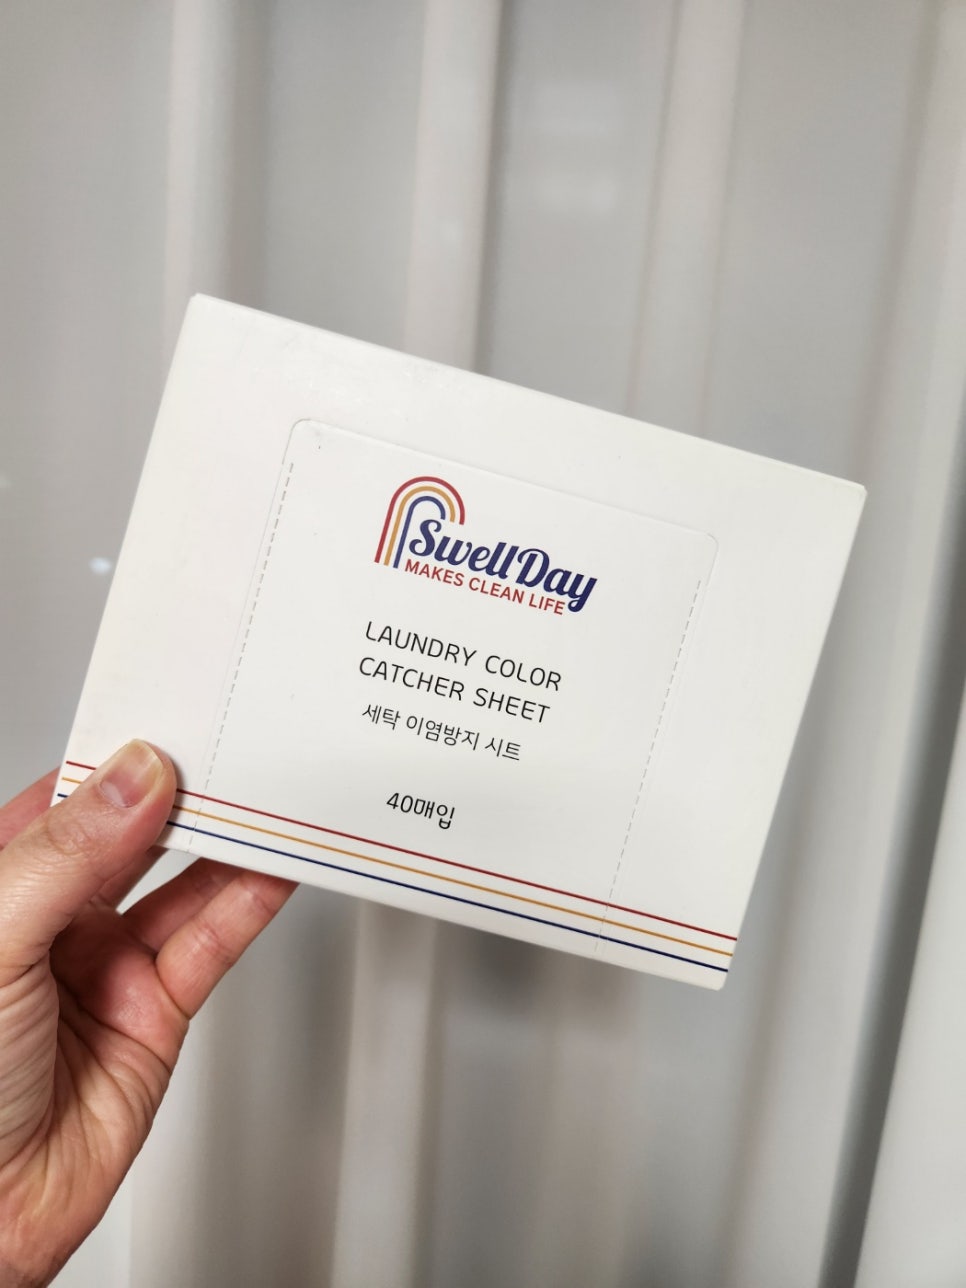 SwellDay
MAKES CLEAN LIFE
LAUNDRY COLOR
CATCHER SHEET
세탁 이염방지 시트
40매입